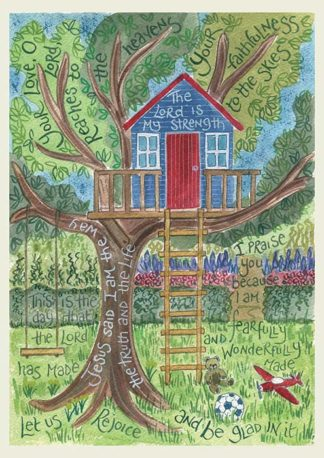 Your Love O Lord,
Reaches to the heavens
Your faithfulness
to the skies
The
Lord is
My Strength
Jesus said I am the way
the truth and the life
I praise
you
because
I am
fearfully
and
wonderfully
made
This is the
day that
the Lord
has made
Let us Rejoice and be glad in it